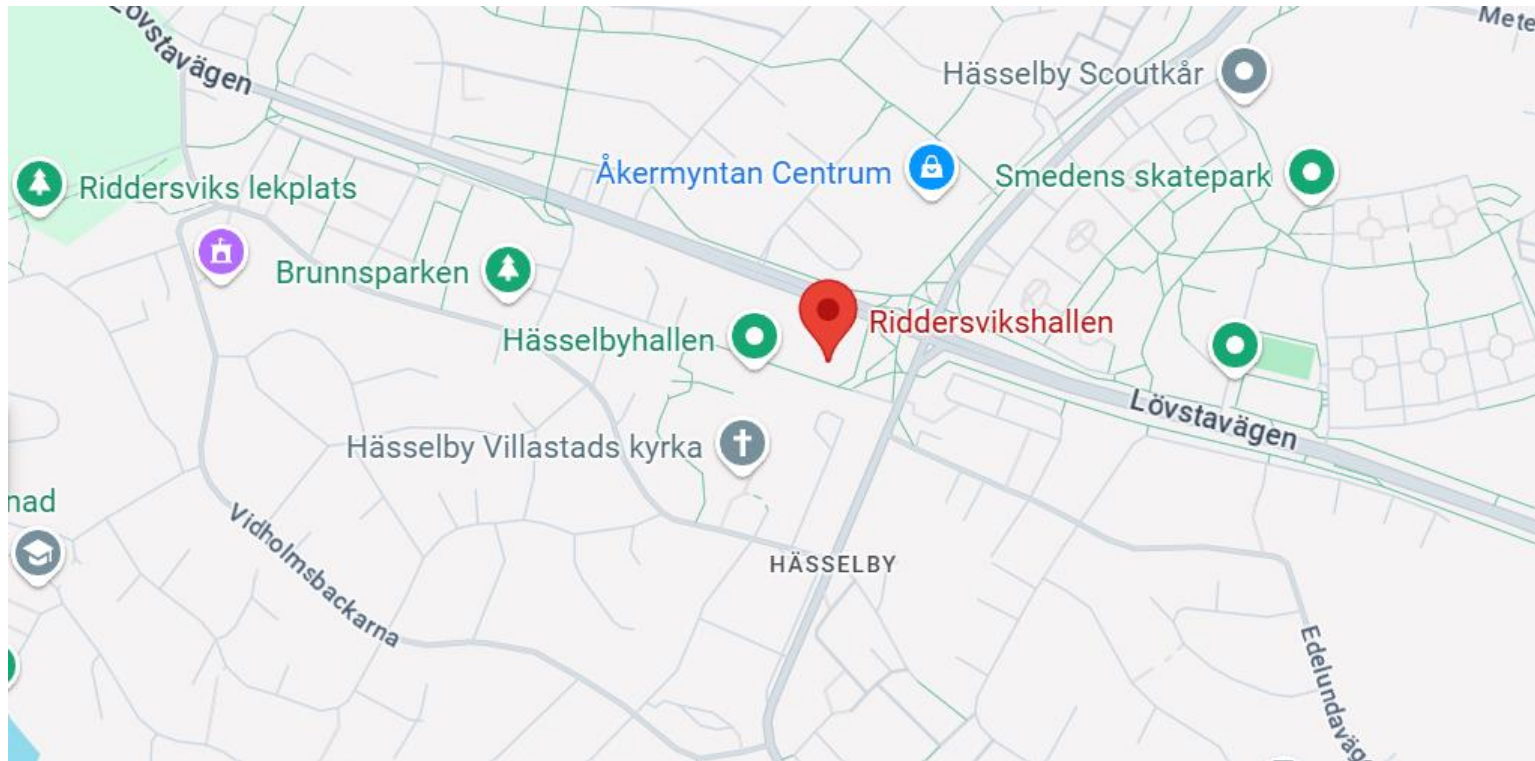 Lövstavägen
Mete
Hässelby Scoutkår
Åkermyntan Centrum
Smedens skatepark
Riddersviks lekplats
Brunnsparken
Riddersvikshallen
Hässelbyhallen
Lövstavägen
Hässelby Villastads kyrka
nad
Vidholmsbackarna
HÄSSELBY
Edelundaväg